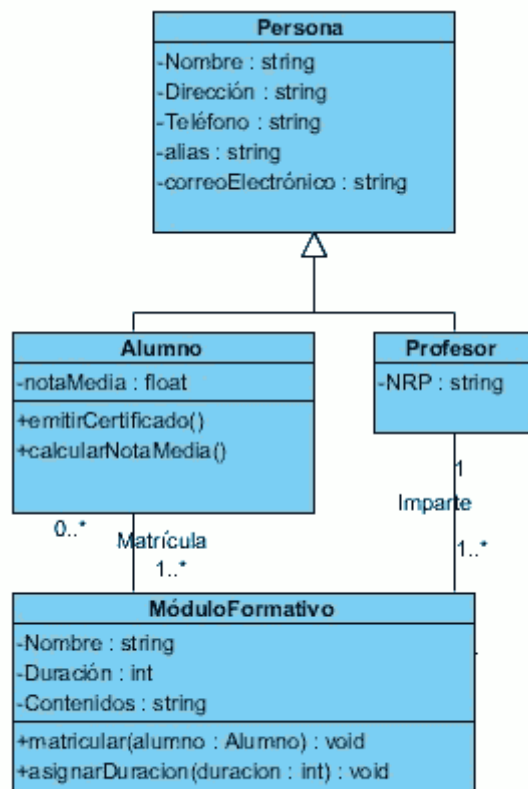 Persona
-Nombre : string
-Dirección : string
-Teléfono : string
-alias : string
-correoElectrónico : string
Alumno
-notaMedia : float
+emitirCertificado()
+calcularNotaMedia()
Profesor
-NRP : string
0..*
Matrícula
1..*
1
Imparte
1..*
MóduloFormativo
-Nombre : string
-Duración : int
-Contenidos : string
+matricular(alumno : Alumno) : void
+asignarDuracion(duracion : int) : void